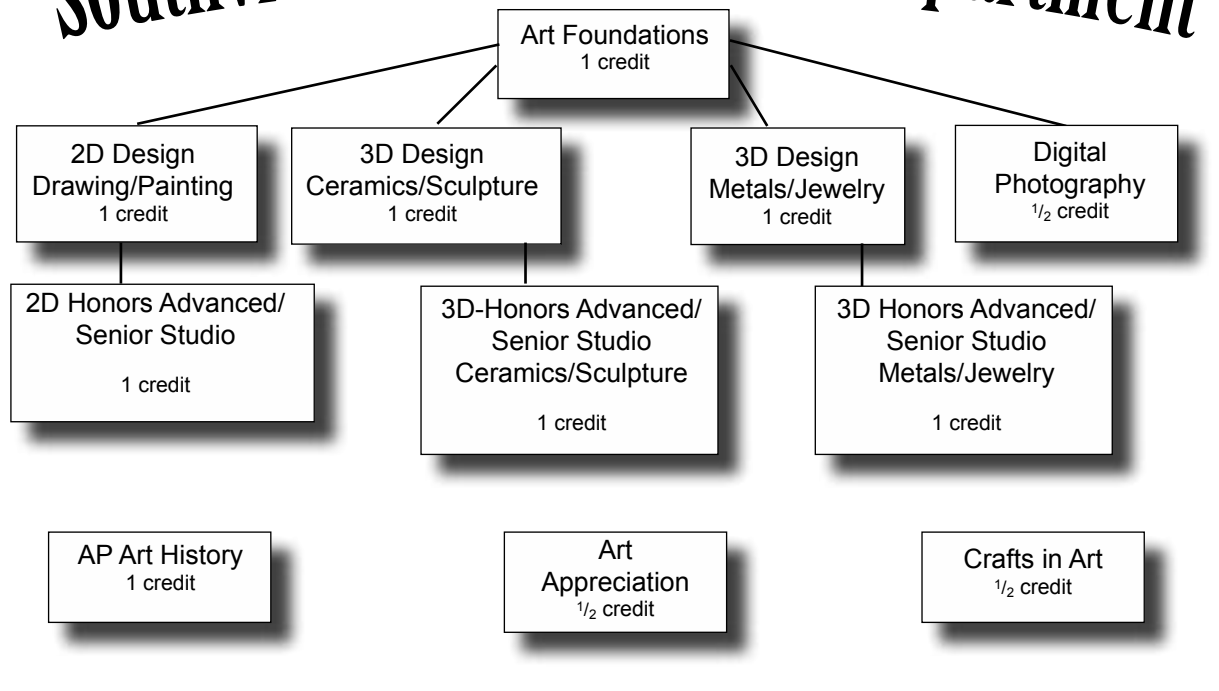 Art Foundations
1 credit
2D Design
Drawing/Painting
1 credit
3D Design
Ceramics/Sculpture
1 credit
3D Design
Metals/Jewelry
1 credit
Digital
Photography
1/2 credit
2D Honors Advanced/
Senior Studio
1 credit
3D-Honors Advanced/
Senior Studio
Ceramics/Sculpture
1 credit
3D Honors Advanced/
Senior Studio
Metals/Jewelry
1 credit
AP Art History
1 credit
Art
Appreciation
1/2 credit
Crafts in Art
1/2 credit